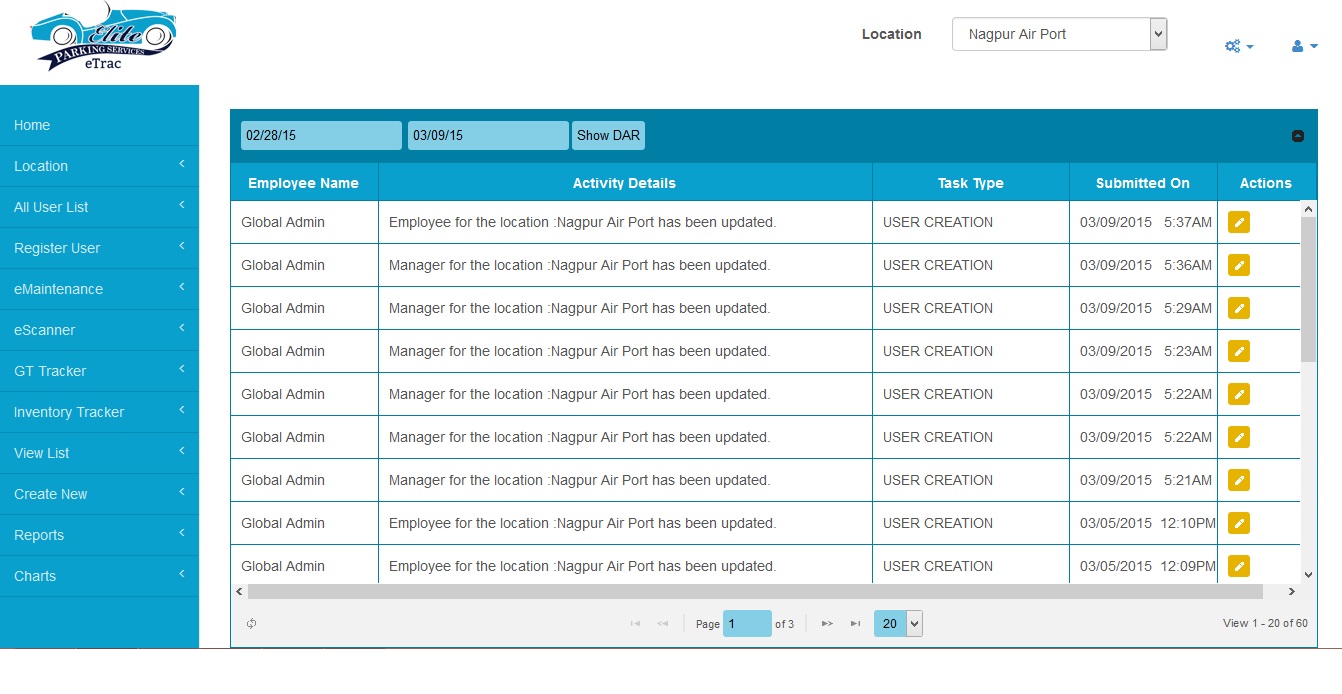 Elite
PARKING SERVICES
eTrac
Location
Nagpur Air Port
Home
Location
All User List
Register User
eMaintenance
eScanner
GT Tracker
Inventory Tracker
View List
Create New
Reports
Charts
02/28/15 03/09/15 Show DAR
Employee Name Activity Details Task Type Submitted On Actions
Global Admin Employee for the location :Nagpur Air Port has been updated. USER CREATION 03/09/2015 5:37AM
Global Admin Manager for the location :Nagpur Air Port has been updated. USER CREATION 03/09/2015 5:36AM
Global Admin Manager for the location :Nagpur Air Port has been updated. USER CREATION 03/09/2015 5:29AM
Global Admin Manager for the location :Nagpur Air Port has been updated. USER CREATION 03/09/2015 5:23AM
Global Admin Manager for the location :Nagpur Air Port has been updated. USER CREATION 03/09/2015 5:22AM
Global Admin Manager for the location :Nagpur Air Port has been updated. USER CREATION 03/09/2015 5:22AM
Global Admin Manager for the location :Nagpur Air Port has been updated. USER CREATION 03/09/2015 5:21AM
Global Admin Employee for the location :Nagpur Air Port has been updated. USER CREATION 03/05/2015 12:10PM
Global Admin Employee for the location :Nagpur Air Port has been updated. USER CREATION 03/05/2015 12:09PM
Page 1 of 3 20 View 1 - 20 of 60